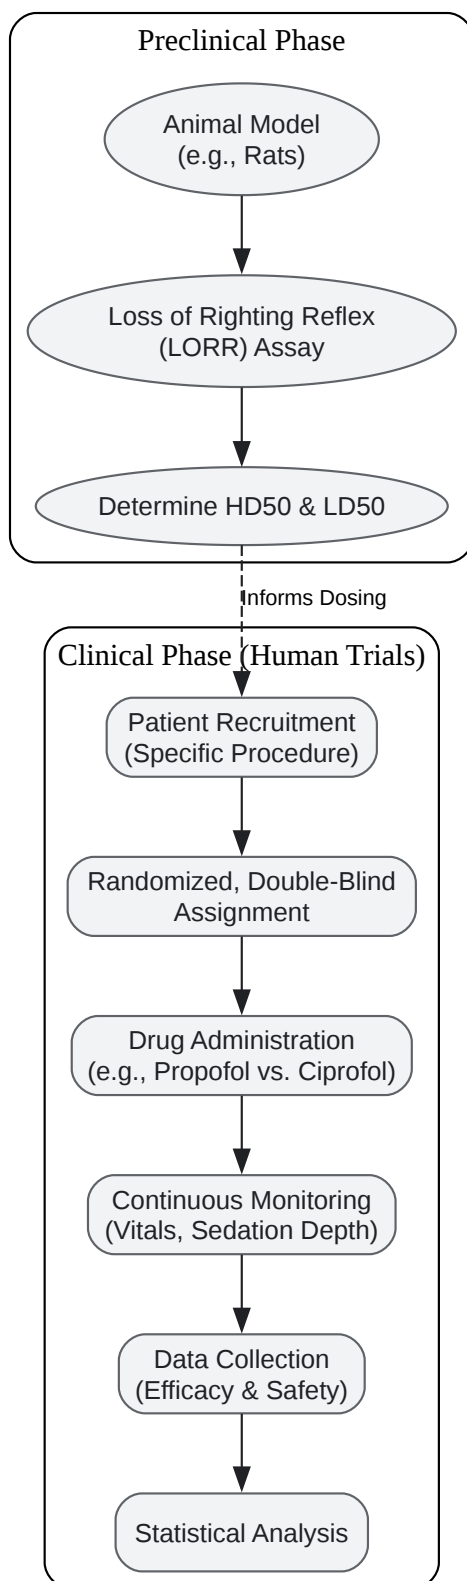 Preclinical Phase
Animal Model
(e.g., Rats)
Loss of Righting Reflex
(LORR) Assay
Determine HD50 & LD50
Informs Dosing
Clinical Phase (Human Trials)
Patient Recruitment
(Specific Procedure)
Randomized, Double-Blind
Assignment
Drug Administration
(e.g., Propofol vs. Ciprofol)
Continuous Monitoring
(Vitals, Sedation Depth)
Data Collection
(Efficacy & Safety)
Statistical Analysis